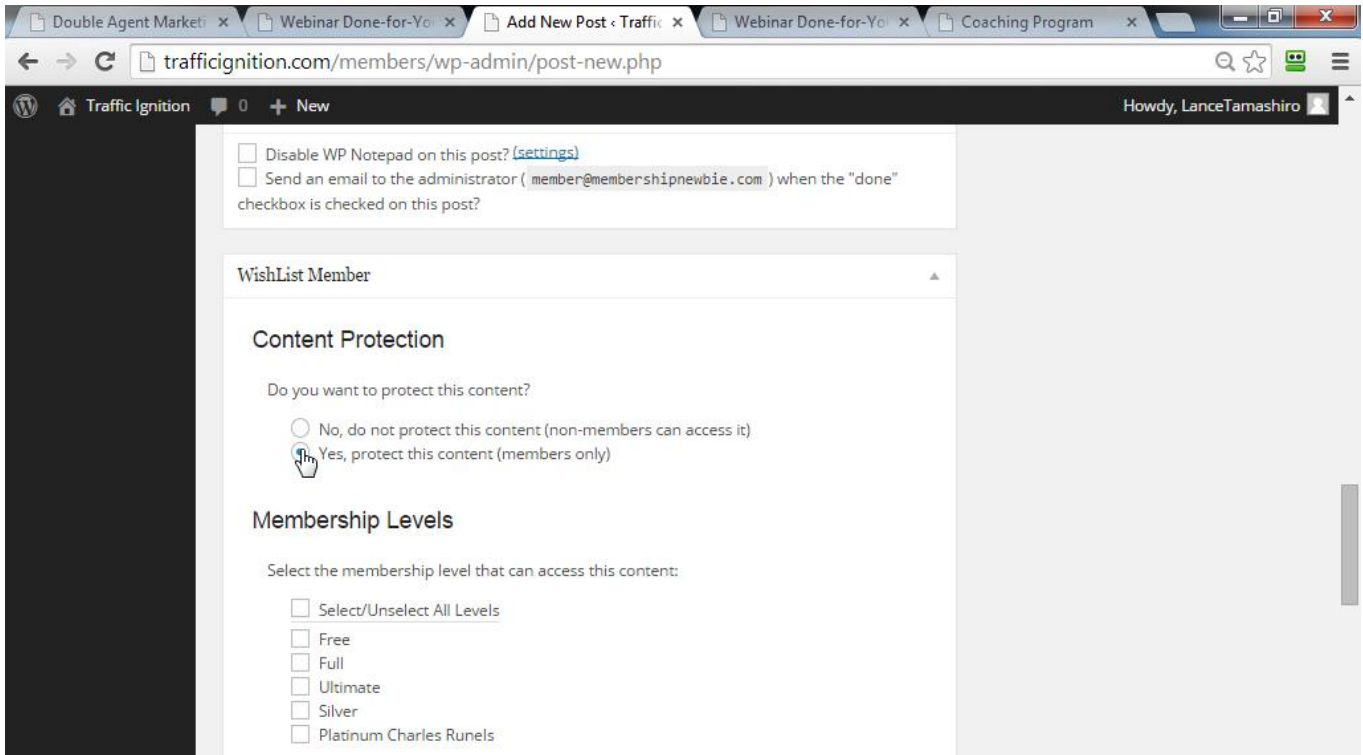 Double Agent Marketi
Webinar Done-for-Yo
Add New Post ‹ Traffic
Webinar Done-for-Yo
Coaching Program
trafficignition.com/members/wp-admin/post-new.php
Traffic Ignition 0 + New Howdy, LanceTamashiro
Disable WP Notepad on this post? (settings)
Send an email to the administrator ( member@membershipnewbie.com ) when the "done"
checkbox is checked on this post?
WishList Member
Content Protection
Do you want to protect this content?
No, do not protect this content (non-members can access it)
Yes, protect this content (members only)
Membership Levels
Select the membership level that can access this content:
Select/Unselect All Levels
Free
Full
Ultimate
Silver
Platinum Charles Runels